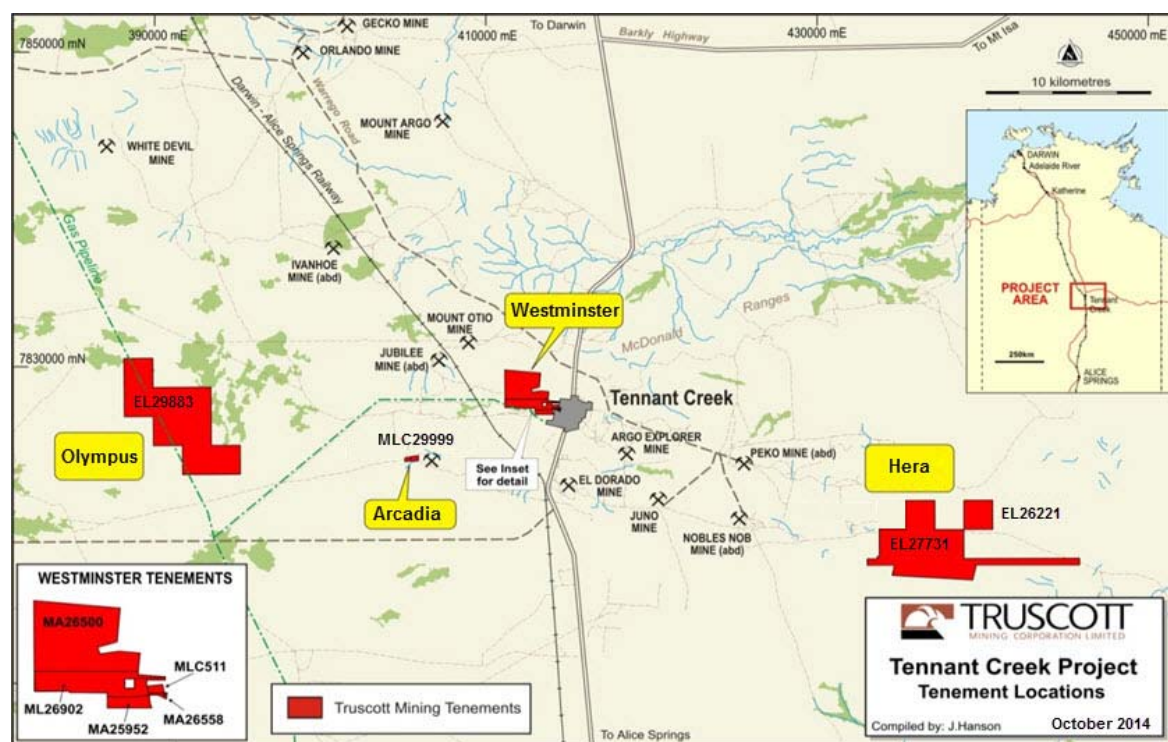 390000 mE
GECKO MINE
410000 mE
To Darwin
Barkly Highway
430000 mE
To Mt Isa
450000 mE
7850000 mN
ORLANDO MINE
N
10 kilometres
Darwin - Alice Springs Railway
Warrego Road
MOUNT ARGO
MINE
WHITE DEVIL
MINE
Gas Pipeline
IVANHOE
MINE (abd)
MOUNT OTIO
MINE
JUBILEE
MINE (abd)
Westminster
McDonald
Ranges
DARWIN
Adelaide River
Katherine
PROJECT
AREA
Tennant
Creek
250km
ALICE
SPRINGS
7830000 mN
EL29883
Olympus
Tennant Creek
MLC29999
Arcadia
See Inset
for detail
ARGO EXPLORER
MINE
EL DORADO
MINE
PEKO MINE (abd)
JUNO
MINE
NOBLES NOB
MINE (abd)
Hera
EL26221
EL27731
WESTMINSTER TENEMENTS
MA26500
MLC511
ML26902
MA25952
MA26558
Truscott Mining Tenements
To Alice Springs
TRUSCOTT
MINING CORPORATION LIMITED
Tennant Creek Project
Tenement Locations
Compiled by: J.Hanson
October 2014